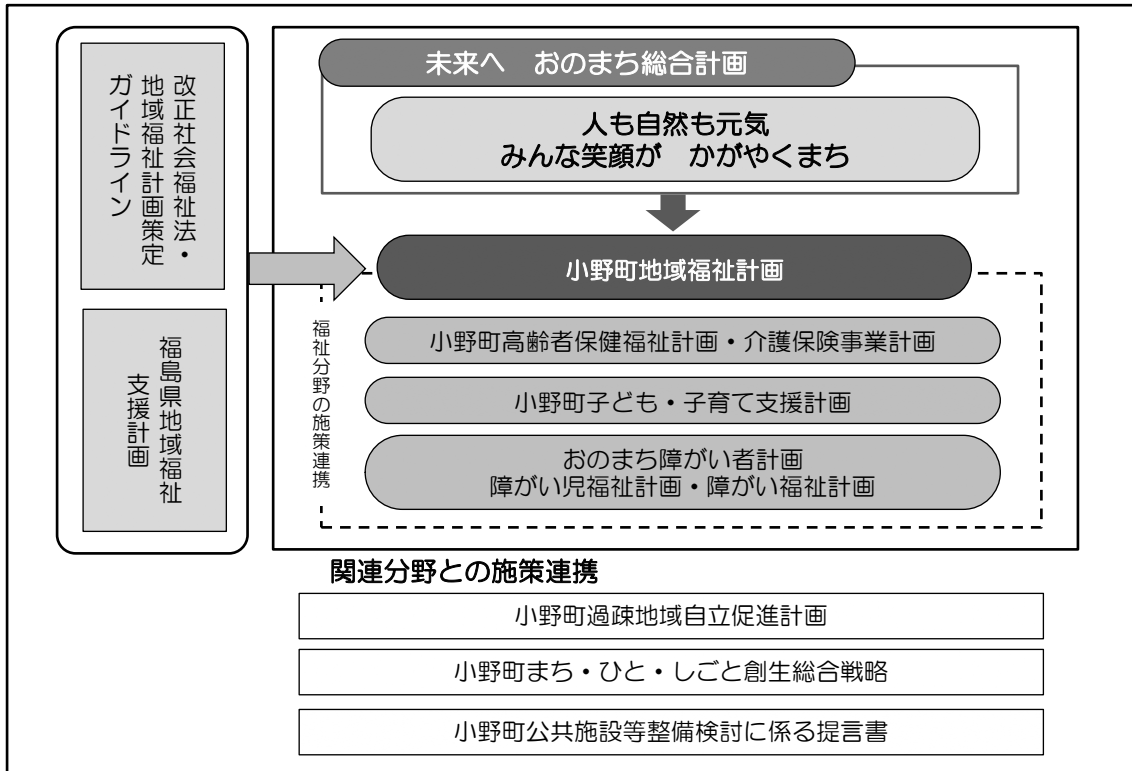 改正社会福祉法・
地域福祉計画策定
ガイドライン
福島県地域福祉
支援計画
未来へ　おのまち総合計画
人も自然も元気
みんな笑顔が　かがやくまち
小野町地域福祉計画
福祉分野の施策連携
小野町高齢者保健福祉計画・介護保険事業計画
小野町子ども・子育て支援計画
おのまち障がい者計画
障がい児福祉計画・障がい福祉計画
関連分野との施策連携
小野町過疎地域自立促進計画
小野町まち・ひと・しごと創生総合戦略
小野町公共施設等整備検討に係る提言書